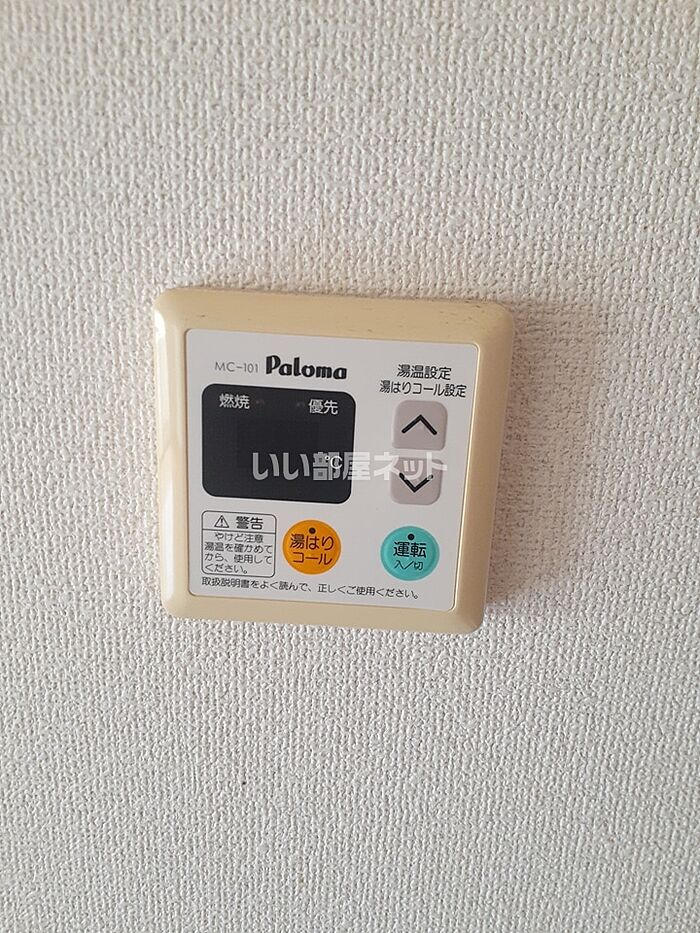 MC-101 Paloma
湯温設定
湯はりコール設定
燃焼 優先
℃
いい部屋ネット
警告
やけど注意
湯温を確かめて
から、使用して
ください。
湯はり
コール
運転
入/切
取扱説明書をよく読んで、正しくご使用ください。